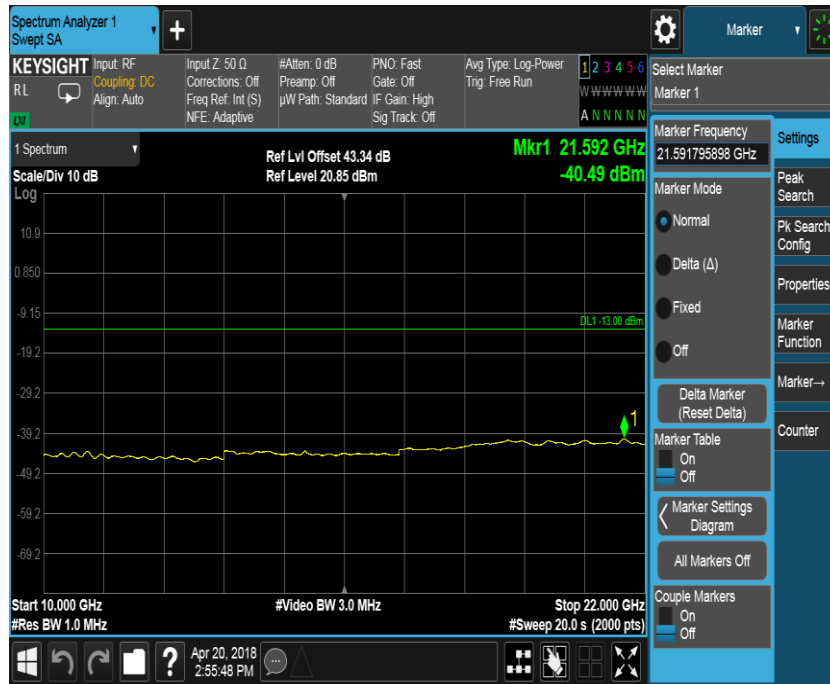 Spectrum Analyzer 1
Swept SA
+
Marker
KEYSIGHT
RL
LXI
Input: RF
Coupling: DC
Align: Auto
Input Z: 50 Ω
Corrections: Off
Freq Ref: Int (S)
NFE: Adaptive
#Atten: 0 dB
Preamp: Off
µW Path: Standard
PNO: Fast
Gate: Off
IF Gain: High
Sig Track: Off
Avg Type: Log-Power
Trig: Free Run
1 2 3 4 5 6
W W W W W W
A N N N N N
Select Marker
Marker 1
1 Spectrum
Scale/Div 10 dB
Log
Ref Lvl Offset 43.34 dB
Ref Level 20.85 dBm
Mkr1 21.592 GHz
-40.49 dBm
10.9
0.850
-9.15
-19.2
-29.2
-39.2
-49.2
-59.2
-69.2
DL1 -13.00 dBm
1
Start 10.000 GHz
#Res BW 1.0 MHz
#Video BW 3.0 MHz
Stop 22.000 GHz
#Sweep 20.0 s (2000 pts)
Marker Frequency
21.591795898 GHz
Marker Mode
Normal
Delta (Δ)
Fixed
Off
Delta Marker
(Reset Delta)
Marker Table
On
Off
Marker Settings
Diagram
All Markers Off
Couple Markers
On
Off
Settings
Peak
Search
Pk Search
Config
Properties
Marker
Function
Marker→
Counter
?
Apr 20, 2018
2:55:48 PM